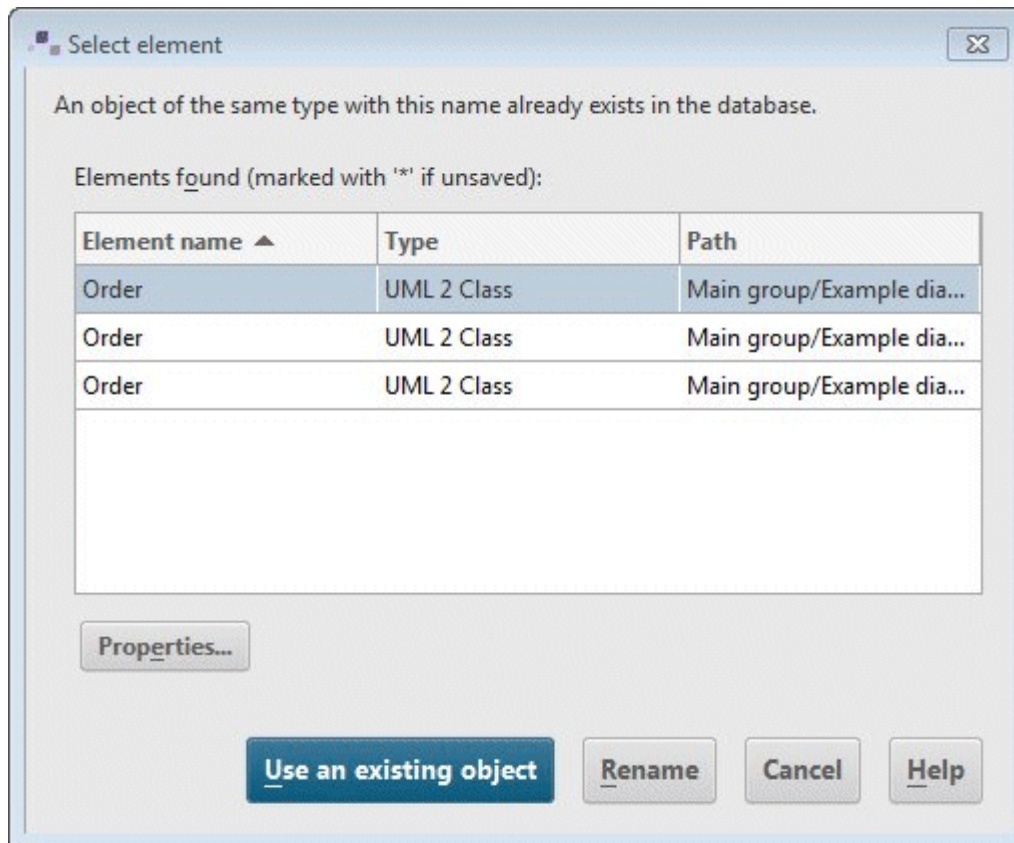 Select element
An object of the same type with this name already exists in the database.
Elements found (marked with '*' if unsaved):
Element name Type Path
Order UML 2 Class Main group/Example dia...
Order UML 2 Class Main group/Example dia...
Order UML 2 Class Main group/Example dia...
Properties...
Use an existing object Rename Cancel Help